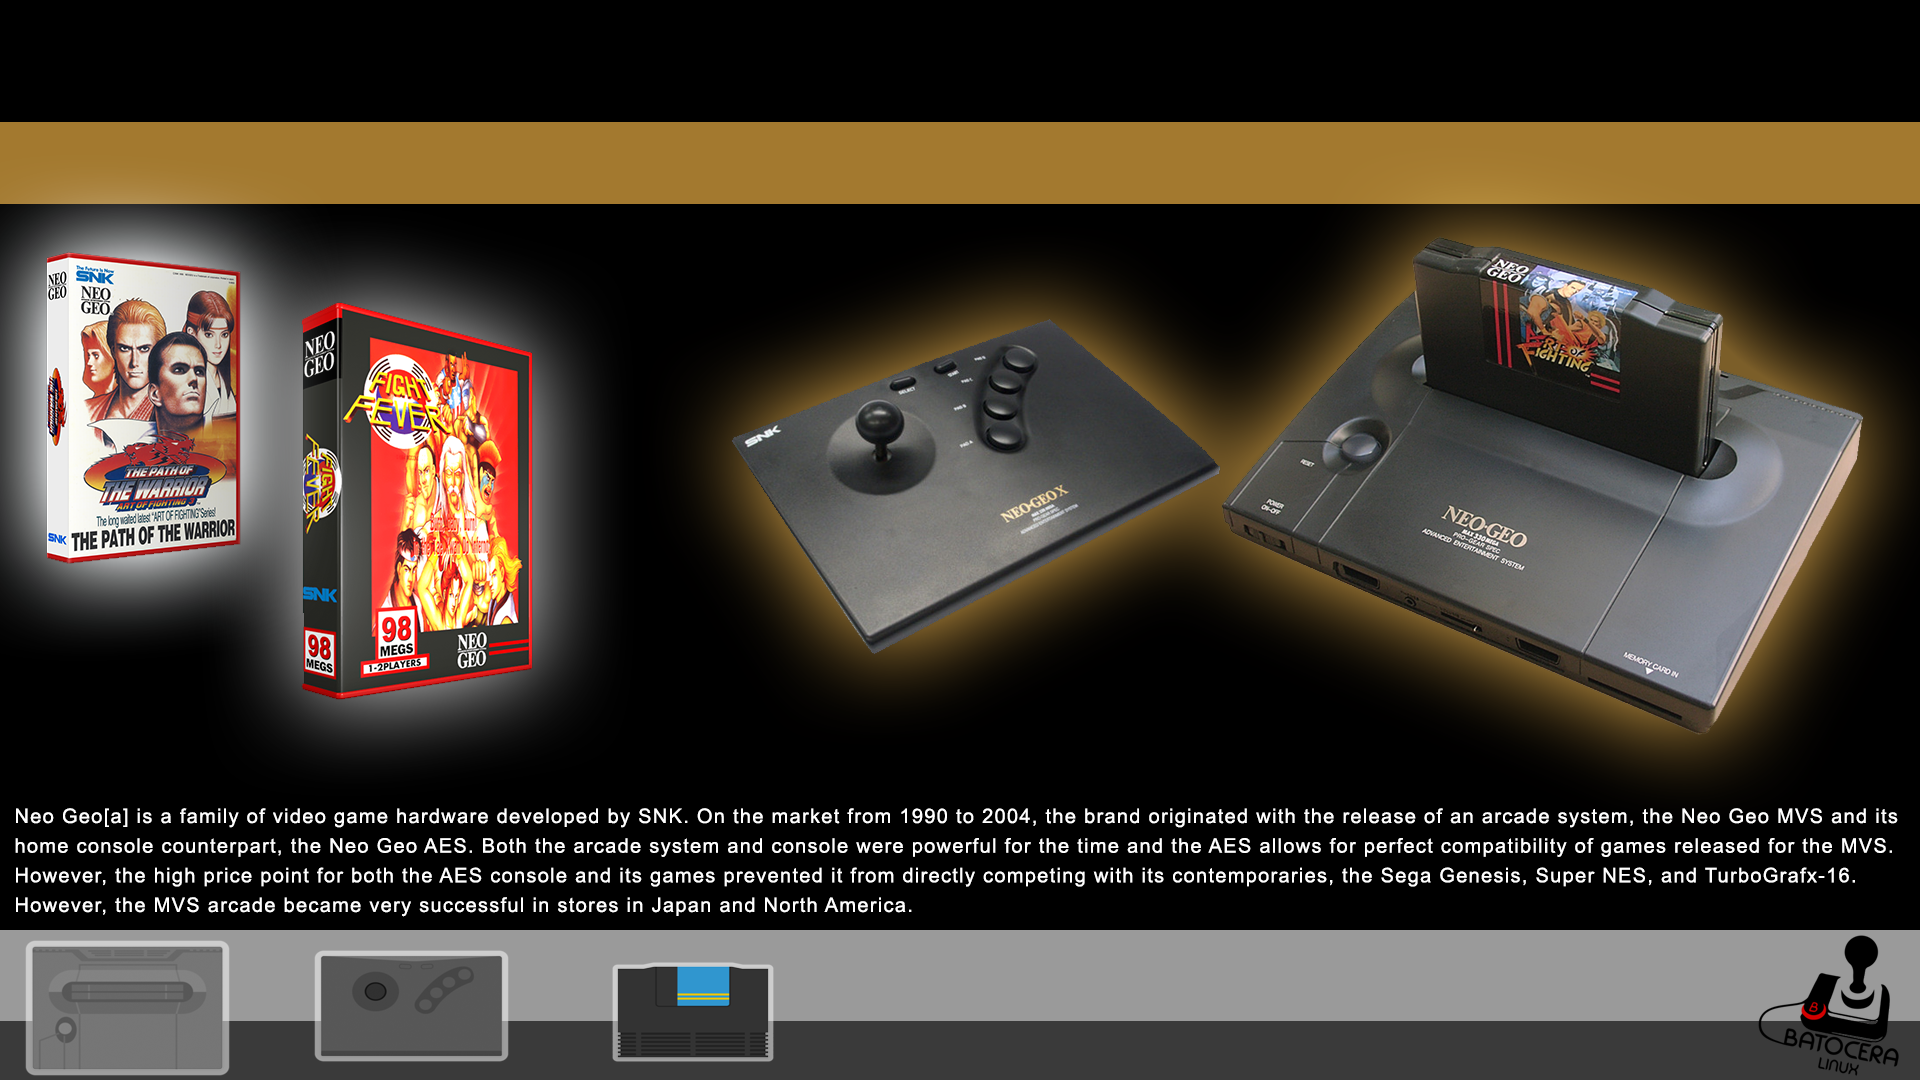 NEO
GEO
The Future Is Now
SNK
NEO
GEO
THE PATH OF
THE WARRIOR
ART OF FIGHTING 3
The long waited latest "ART OF FIGHTING"Series!
SNK
THE PATH OF THE WARRIOR
NEO
GEO
FIGHT
FEVER
FIGHT
FEVER
SNK
98
MEGS
98
MEGS
1-2PLAYERS
NEO
GEO
SNK
SELECT
START
NEO·GEO X
NEO
GEO
ART OF
FIGHTING
RESET
POWER
ON-OFF
NEO·GEO
MAX 330 MEGA
PRO-GEAR SPEC
ADVANCED ENTERTAINMENT SYSTEM
MEMORY CARD IN
Neo Geo[a] is a family of video game hardware developed by SNK. On the market from 1990 to 2004, the brand originated with the release of an arcade system, the Neo Geo MVS and its
home console counterpart, the Neo Geo AES. Both the arcade system and console were powerful for the time and the AES allows for perfect compatibility of games released for the MVS.
However, the high price point for both the AES console and its games prevented it from directly competing with its contemporaries, the Sega Genesis, Super NES, and TurboGrafx-16.
However, the MVS arcade became very successful in stores in Japan and North America.
B
BATOCERA
LINUX